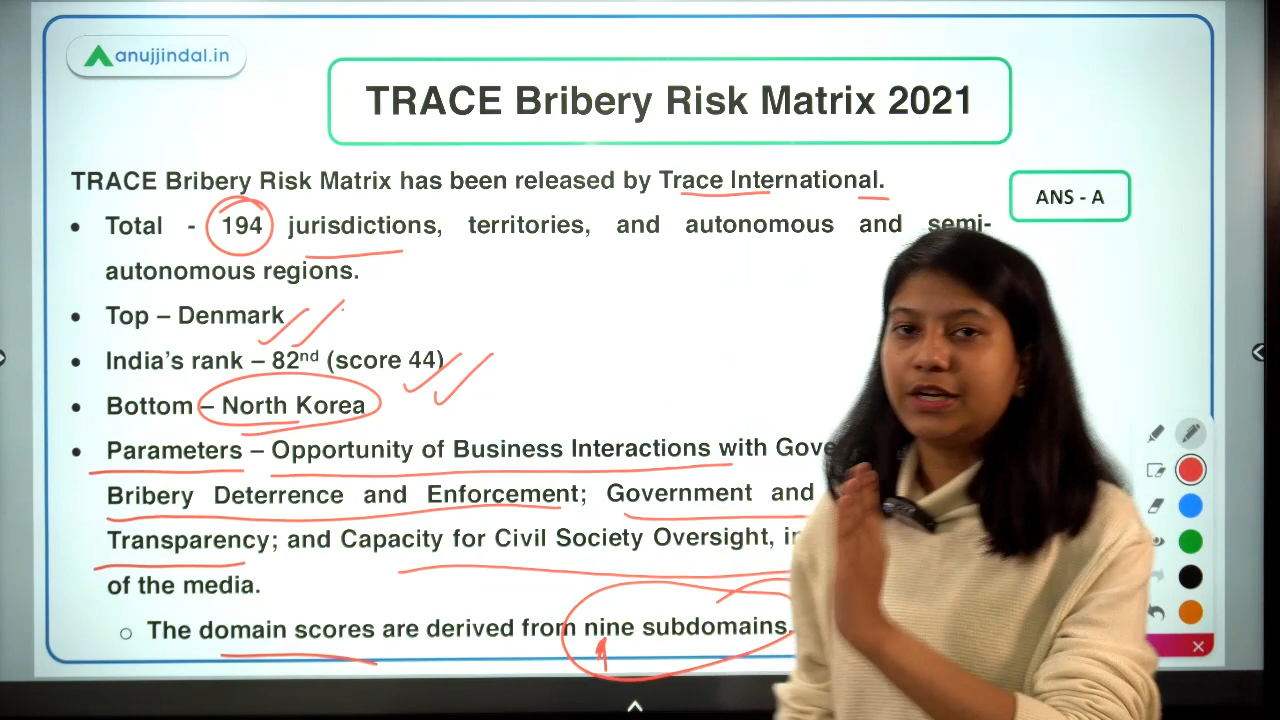 anujjindal.in
TRACE Bribery Risk Matrix 2021
TRACE Bribery Risk Matrix has been released by Trace International.
ANS - A
• Total - 194 jurisdictions, territories, and autonomous and semi-
autonomous regions.
• Top – Denmark
• India's rank – 82nd (score 44)
• Bottom – North Korea
• Parameters – Opportunity of Business Interactions with
Bribery Deterrence and Enforcement; Government and
Transparency; and Capacity for Civil Society Oversight,
of the media.
○ The domain scores are derived from nine subdomains.
9